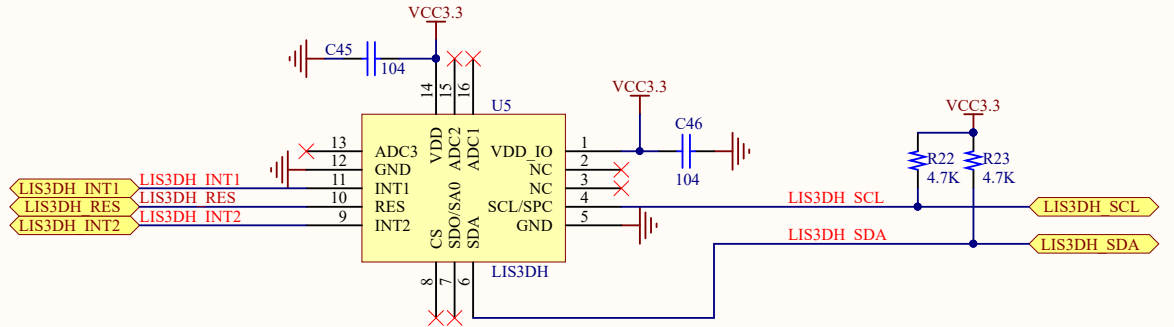 VCC3.3
C45
104
14
15
16
U5
VCC3.3
C46
104
VCC3.3
R22
4.7K
R23
4.7K
13
12
11
10
9
ADC3
GND
INT1
RES
INT2
VDD
ADC2
ADC1
VDD_IO
NC
NC
SCL/SPC
GND
1
2
3
4
5
CS
SDO/SA0
SDA
8
7
6
LIS3DH
LIS3DH_INT1
LIS3DH_INT1
LIS3DH_RES
LIS3DH_RES
LIS3DH_INT2
LIS3DH_INT2
LIS3DH_SCL
LIS3DH_SCL
LIS3DH_SDA
LIS3DH_SDA